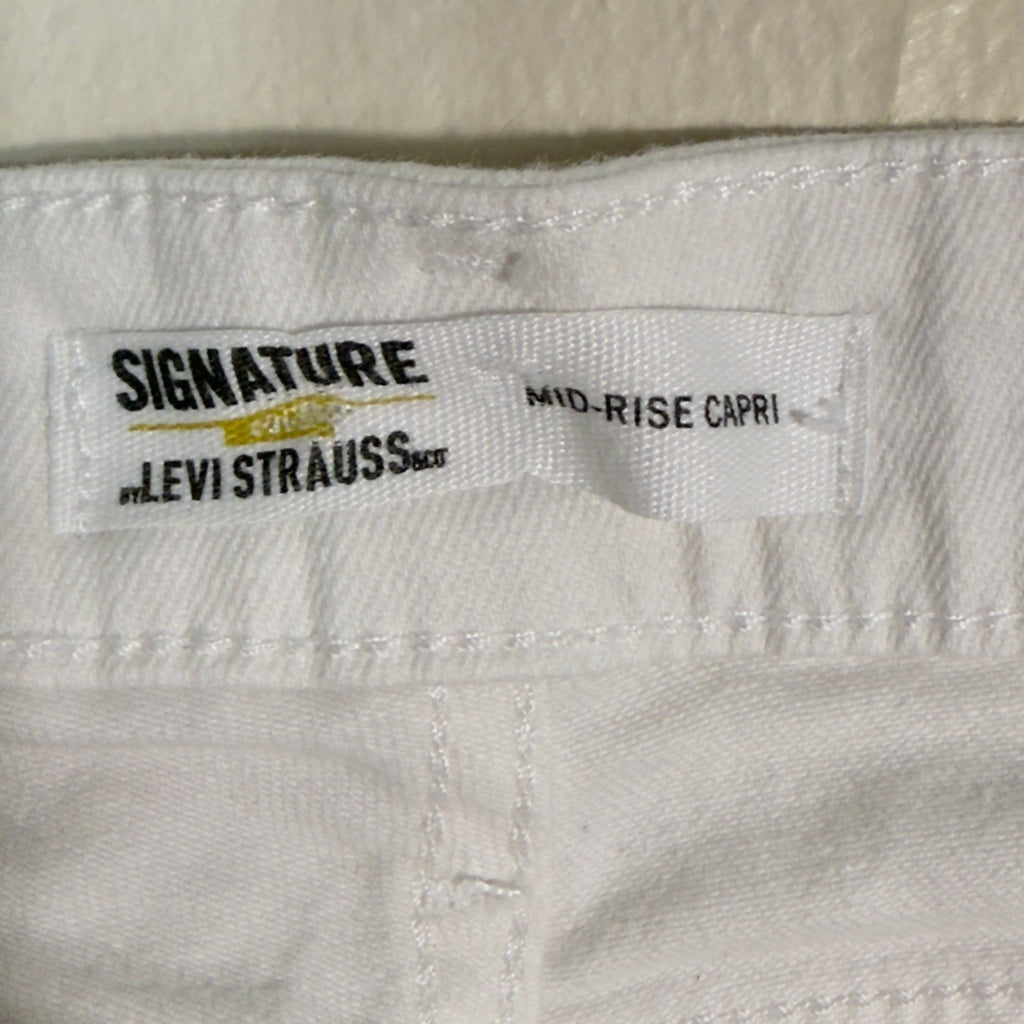 SIGNATURE
BY LEVI STRAUSS &CO
MID-RISE CAPRI